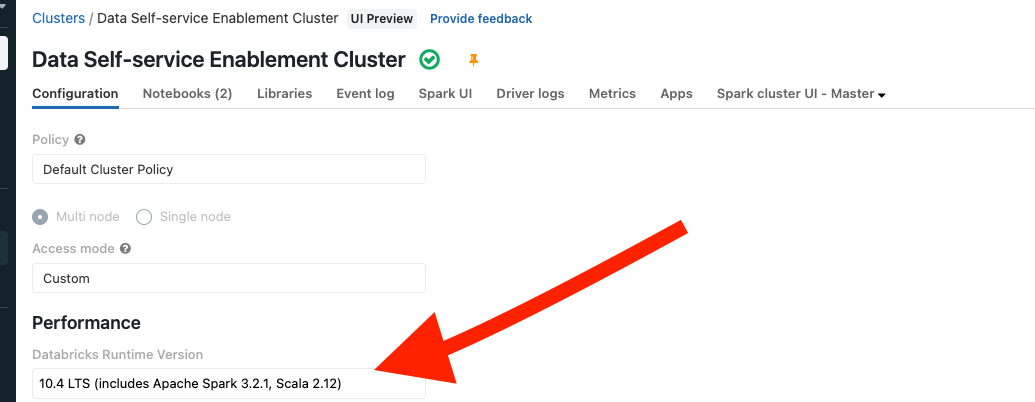 Clusters / Data Self-service Enablement Cluster UI Preview Provide feedback
Data Self-service Enablement Cluster
Configuration Notebooks (2) Libraries Event log Spark UI Driver logs Metrics Apps Spark cluster UI - Master
Policy ?
Default Cluster Policy
Multi node Single node
Access mode ?
Custom
Performance
Databricks Runtime Version
10.4 LTS (includes Apache Spark 3.2.1, Scala 2.12)